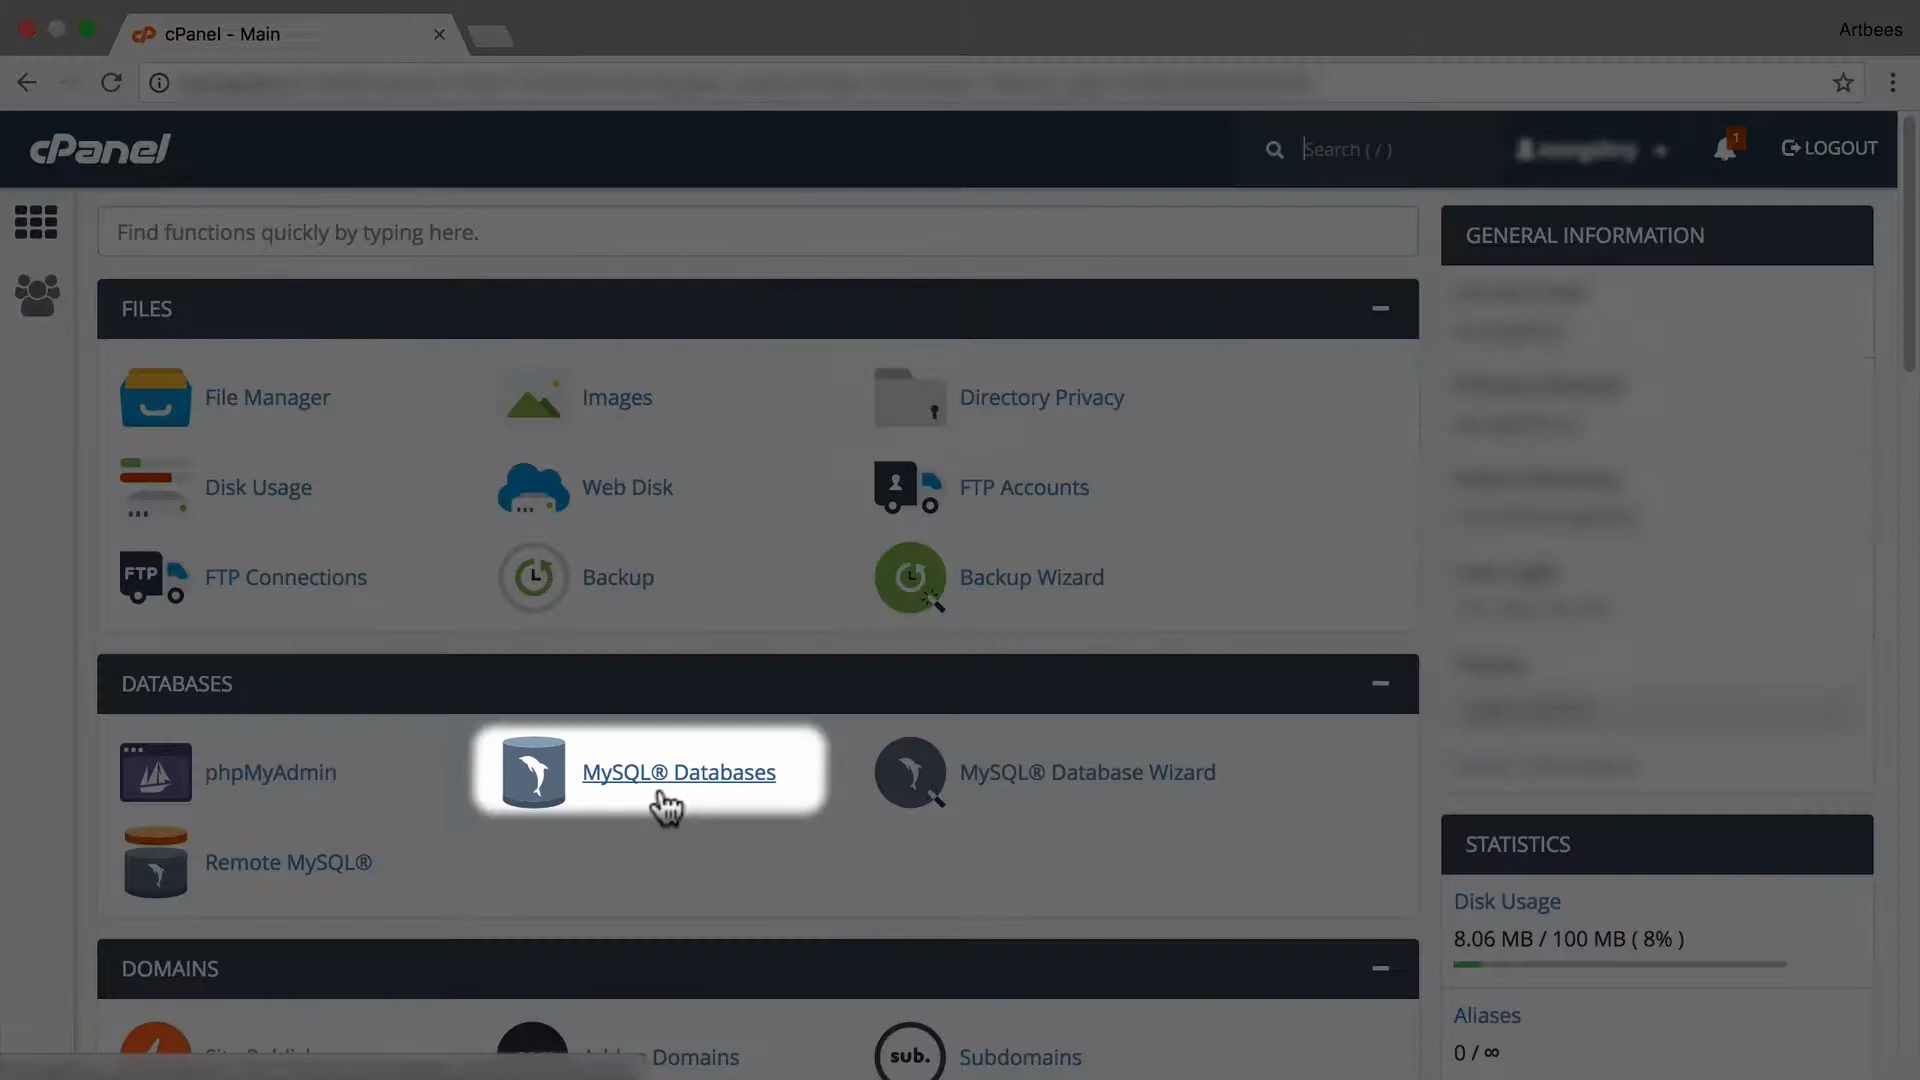 cPanel - Main
Artbees
cPanel
Search ( / )
1
LOGOUT
Find functions quickly by typing here.
GENERAL INFORMATION
FILES
File Manager
Images
Directory Privacy
Disk Usage
Web Disk
FTP Accounts
FTP
FTP Connections
Backup
Backup Wizard
DATABASES
phpMyAdmin
MySQL® Databases
MySQL® Database Wizard
Remote MySQL®
STATISTICS
Disk Usage
8.06 MB / 100 MB ( 8% )
DOMAINS
Aliases
0 / ∞
Domains
sub.
Subdomains